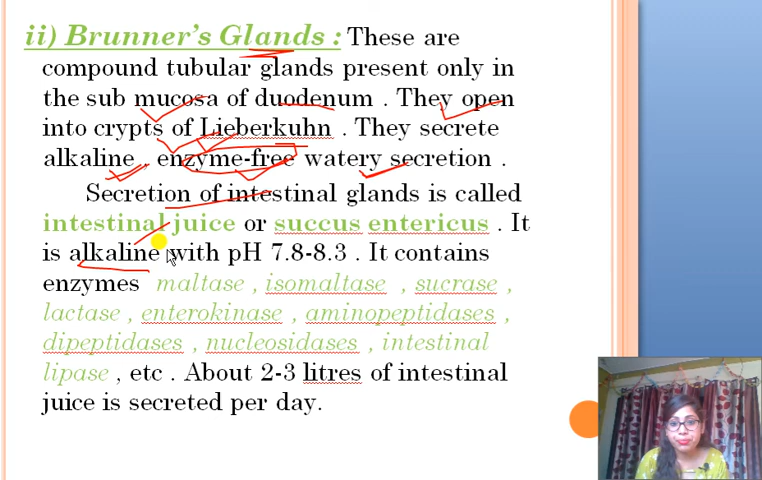 ii) Brunner's Glands : These are
compound tubular glands present only in
the sub mucosa of duodenum . They open
into crypts of Lieberkuhn . They secrete
alkaline , enzyme-free watery secretion .
Secretion of intestinal glands is called
intestinal juice or succus entericus . It
is alkaline with pH 7.8-8.3 . It contains
enzymes maltase , isomaltase , sucrase ,
lactase , enterokinase , aminopeptidases ,
dipeptidases , nucleosidases , intestinal
lipase , etc . About 2-3 litres of intestinal
juice is secreted per day.